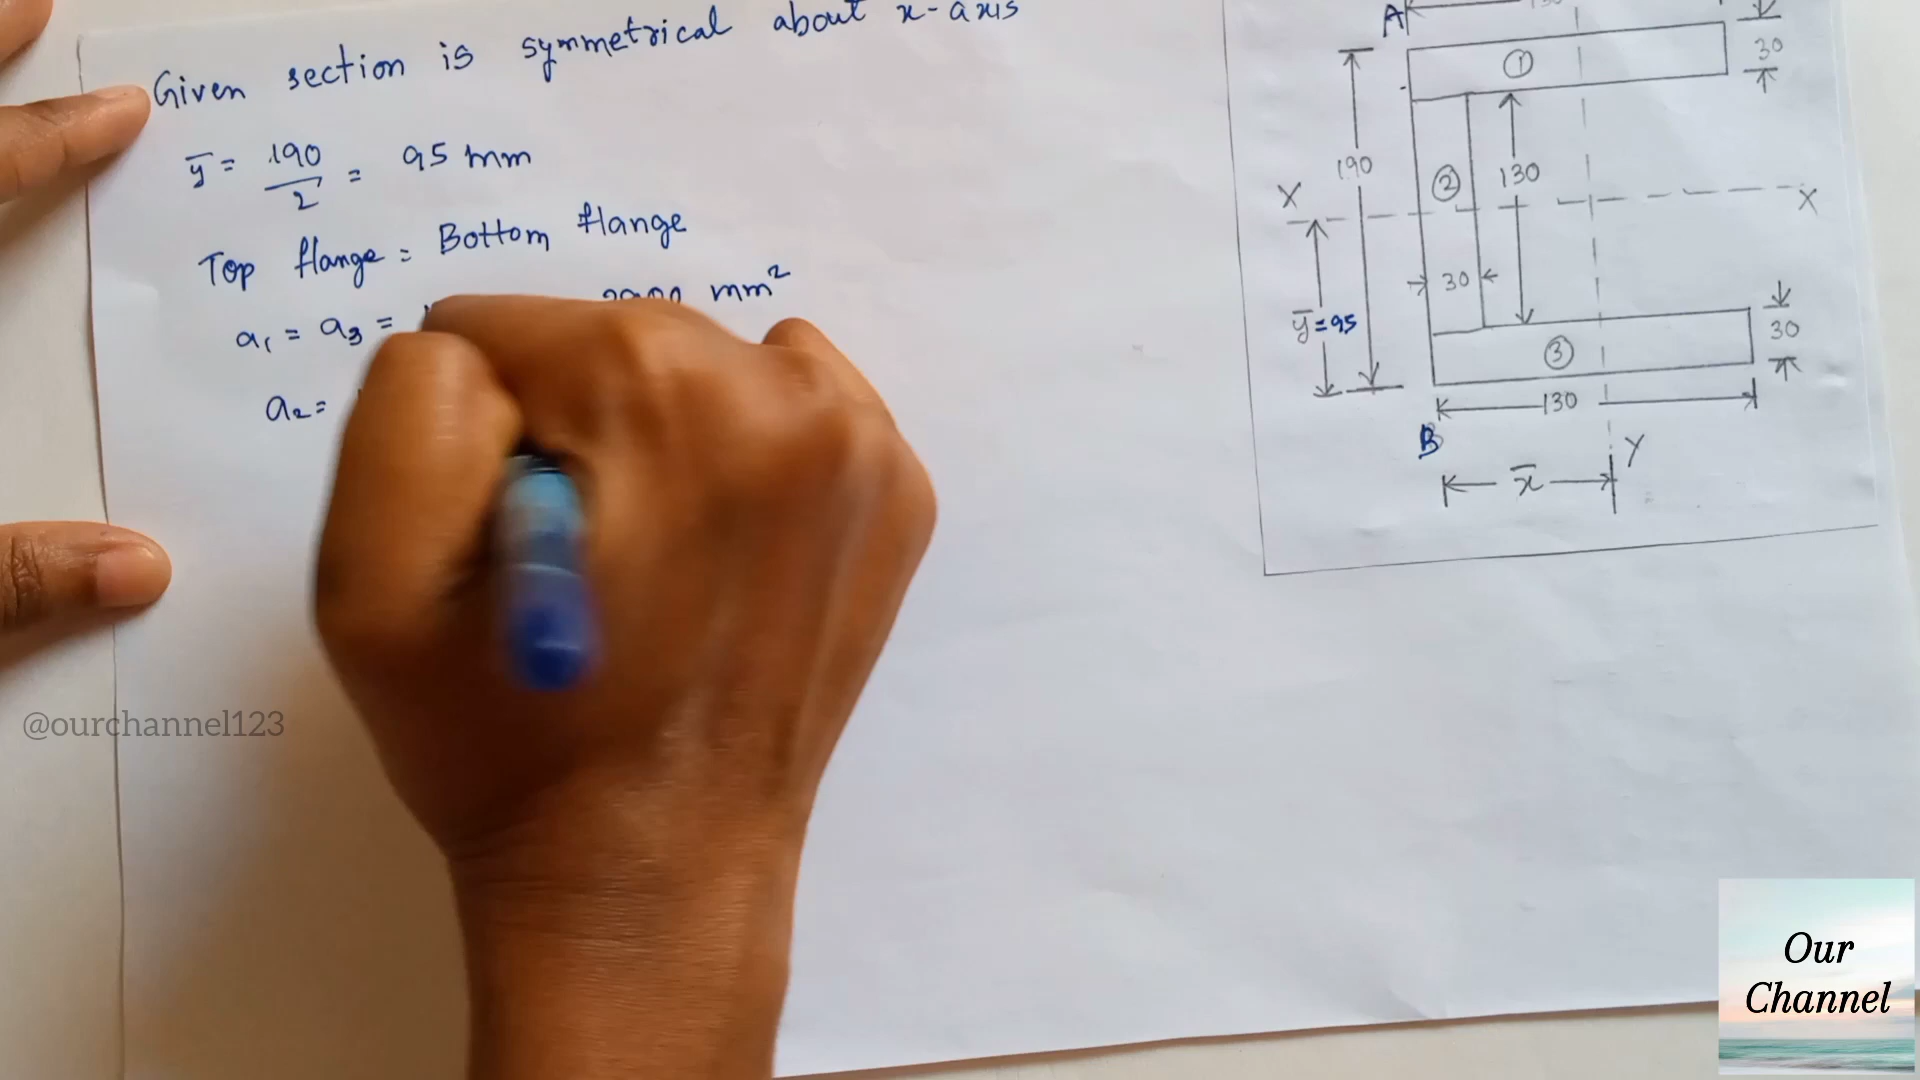 Given section is symmetrical about x-axis
y̅ = 190/2 = 95 mm
Top flange = Bottom flange
a₁ = a₃ = mm²
a₂ =
A
①
30
190
②
130
X
X
30
y̅=95
③
30
130
B
x̅
Y
@ourchannel123
Our
Channel